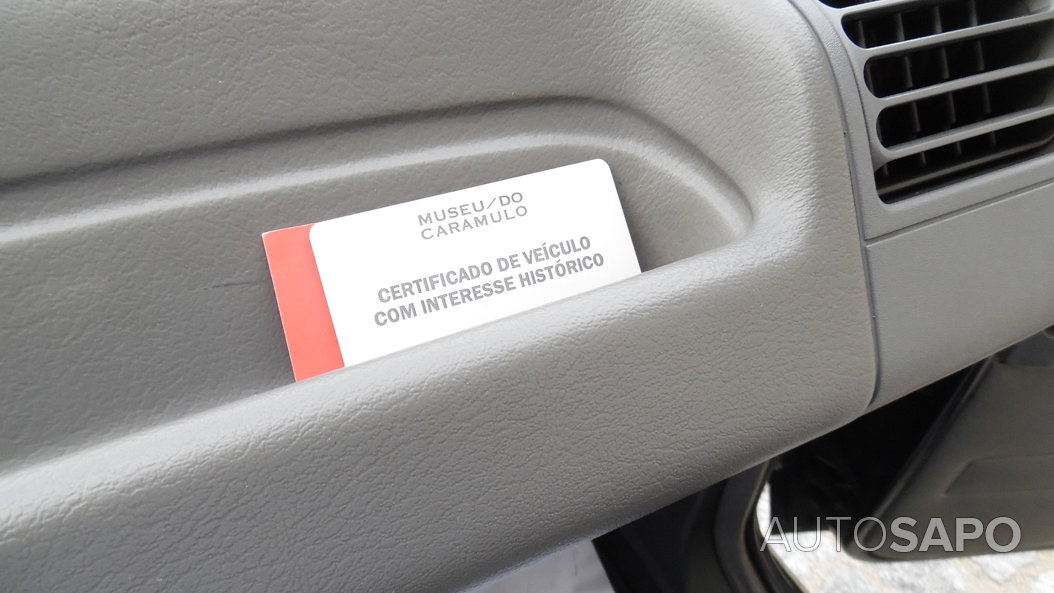 MUSEU/DO
CARAMULO
CERTIFICADO DE VEÍCULO
COM INTERESSE HISTÓRICO
AUTOSAPO